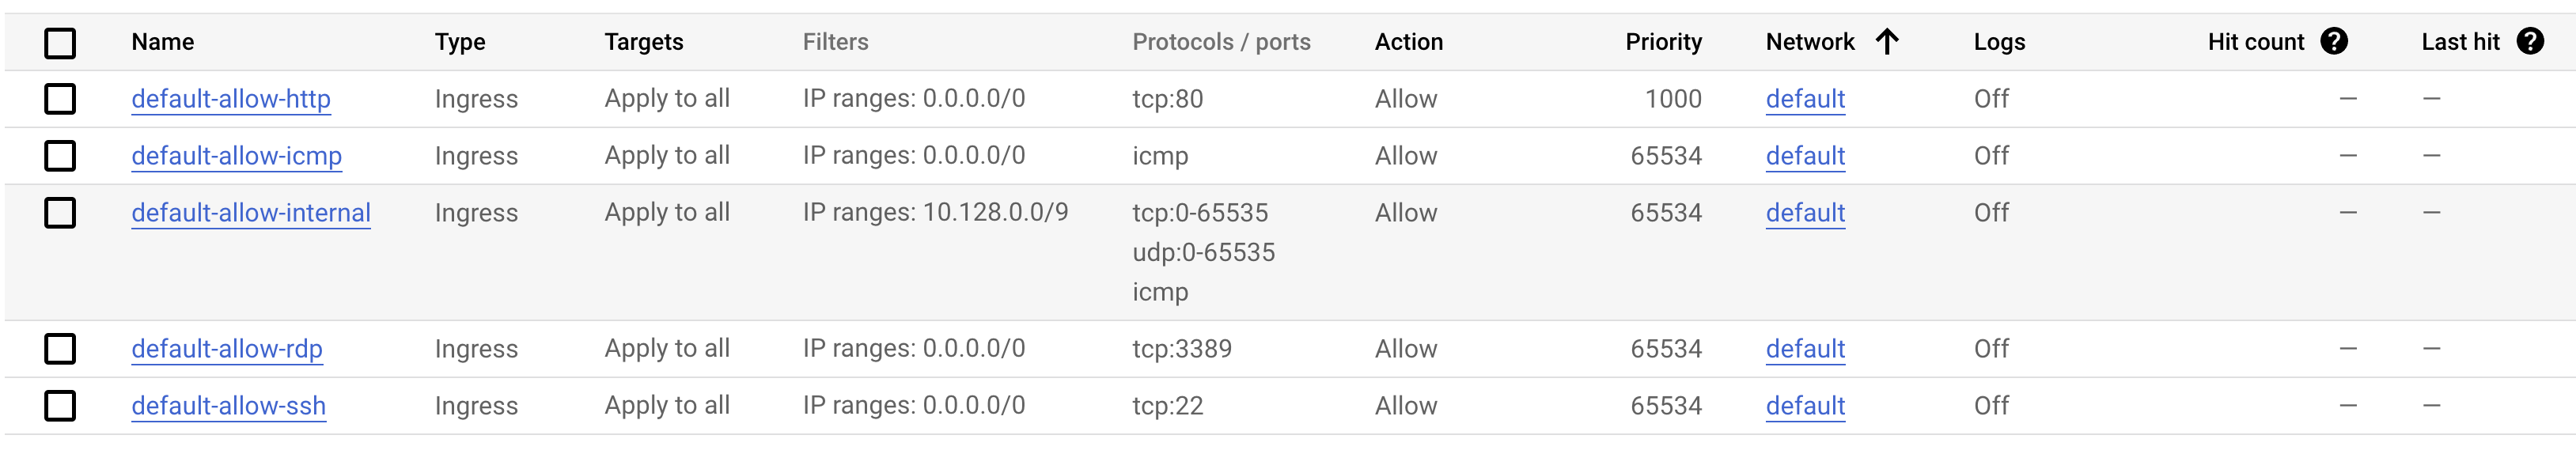 Name Type Targets Filters Protocols / ports Action Priority Network ↑ Logs Hit count ? Last hit ?
default-allow-http Ingress Apply to all IP ranges: 0.0.0.0/0 tcp:80 Allow 1000 default Off — —
default-allow-icmp Ingress Apply to all IP ranges: 0.0.0.0/0 icmp Allow 65534 default Off — —
default-allow-internal Ingress Apply to all IP ranges: 10.128.0.0/9 tcp:0-65535 Allow 65534 default Off — —
udp:0-65535
icmp
default-allow-rdp Ingress Apply to all IP ranges: 0.0.0.0/0 tcp:3389 Allow 65534 default Off — —
default-allow-ssh Ingress Apply to all IP ranges: 0.0.0.0/0 tcp:22 Allow 65534 default Off — —